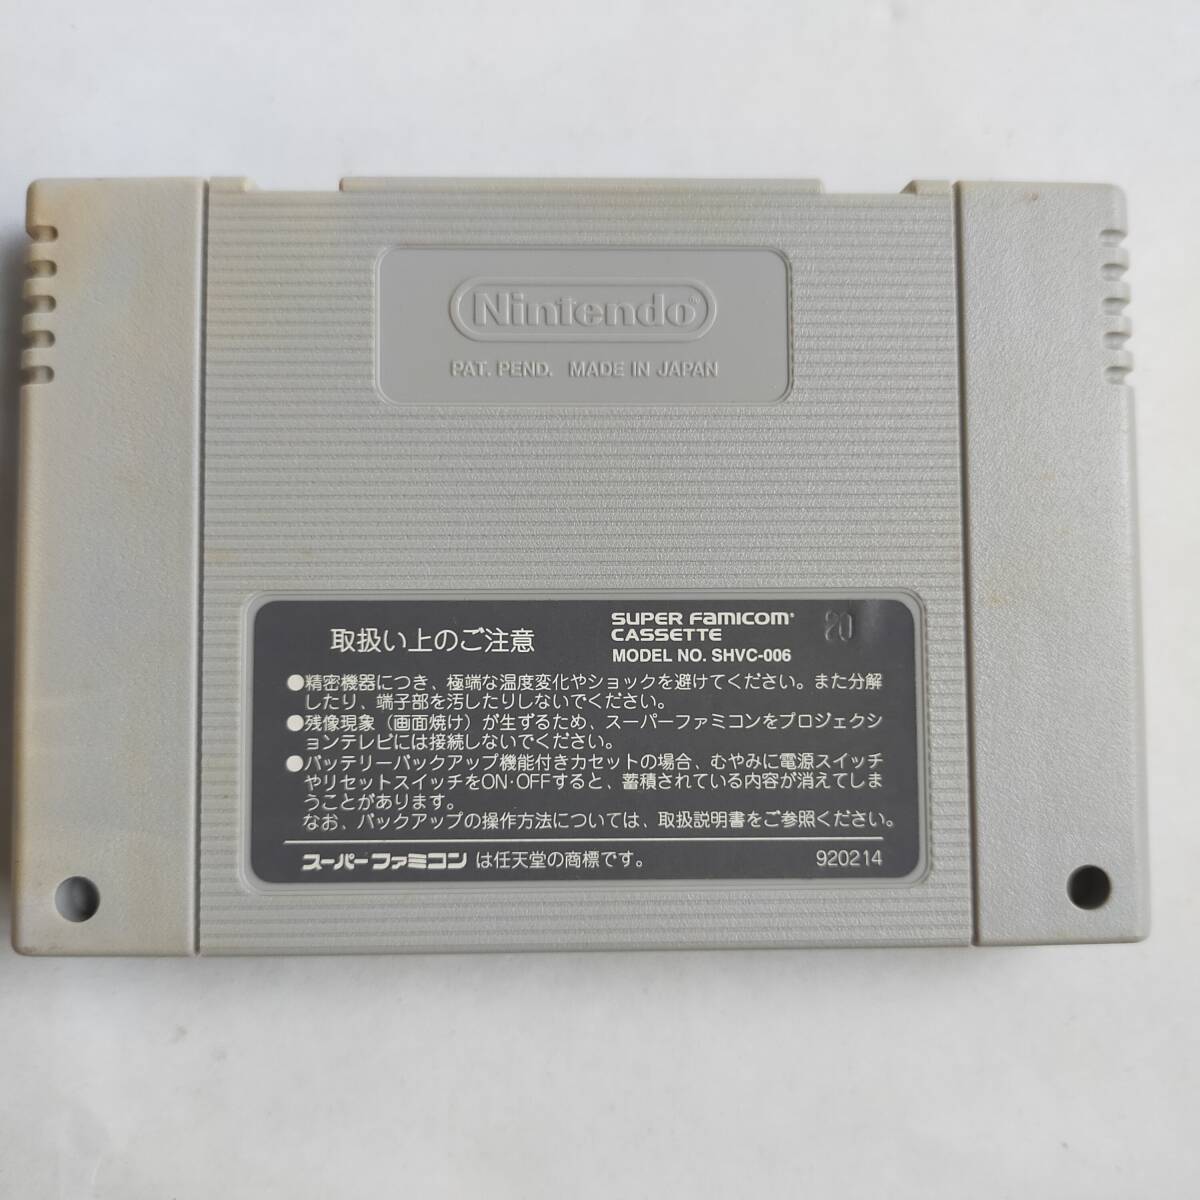 Nintendo®
PAT. PEND. MADE IN JAPAN
取扱い上のご注意
SUPER FAMICOM®
CASSETTE
MODEL NO. SHVC-006
20
●精密機器につき、極端な温度変化やショックを避けてください。また分解
したり、端子部を汚したりしないでください。
●残像現象（画面焼け）が生ずるため、スーパーファミコンをプロジェクシ
ョンテレビには接続しないでください。
●バッテリーバックアップ機能付きカセットの場合、むやみに電源スイッチ
やリセットスイッチをON･OFFすると、蓄積されている内容が消えてしま
うことがあります。
なお、バックアップの操作方法については、取扱説明書をご参照ください。
スーパーファミコン は任天堂の商標です。
920214